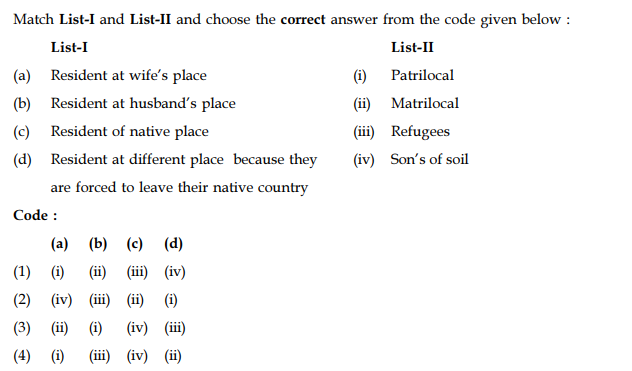 Match List-I and List-II and choose the correct answer from the code given below :
List-I List-II
(a) Resident at wife's place (i) Patrilocal
(b) Resident at husband's place (ii) Matrilocal
(c) Resident of native place (iii) Refugees
(d) Resident at different place because they (iv) Son's of soil
are forced to leave their native country
Code :
(a) (b) (c) (d)
(1) (i) (ii) (iii) (iv)
(2) (iv) (iii) (ii) (i)
(3) (ii) (i) (iv) (iii)
(4) (i) (iii) (iv) (ii)